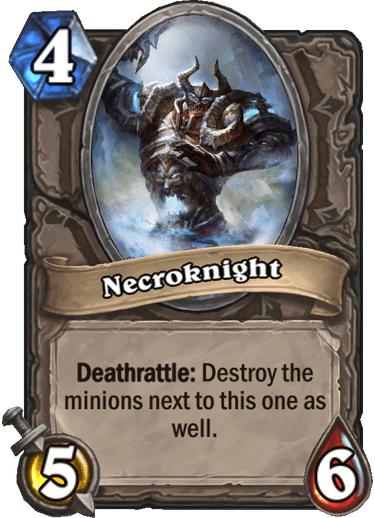 4
Necroknight
Deathrattle: Destroy the
minions next to this one as
well.
5
6